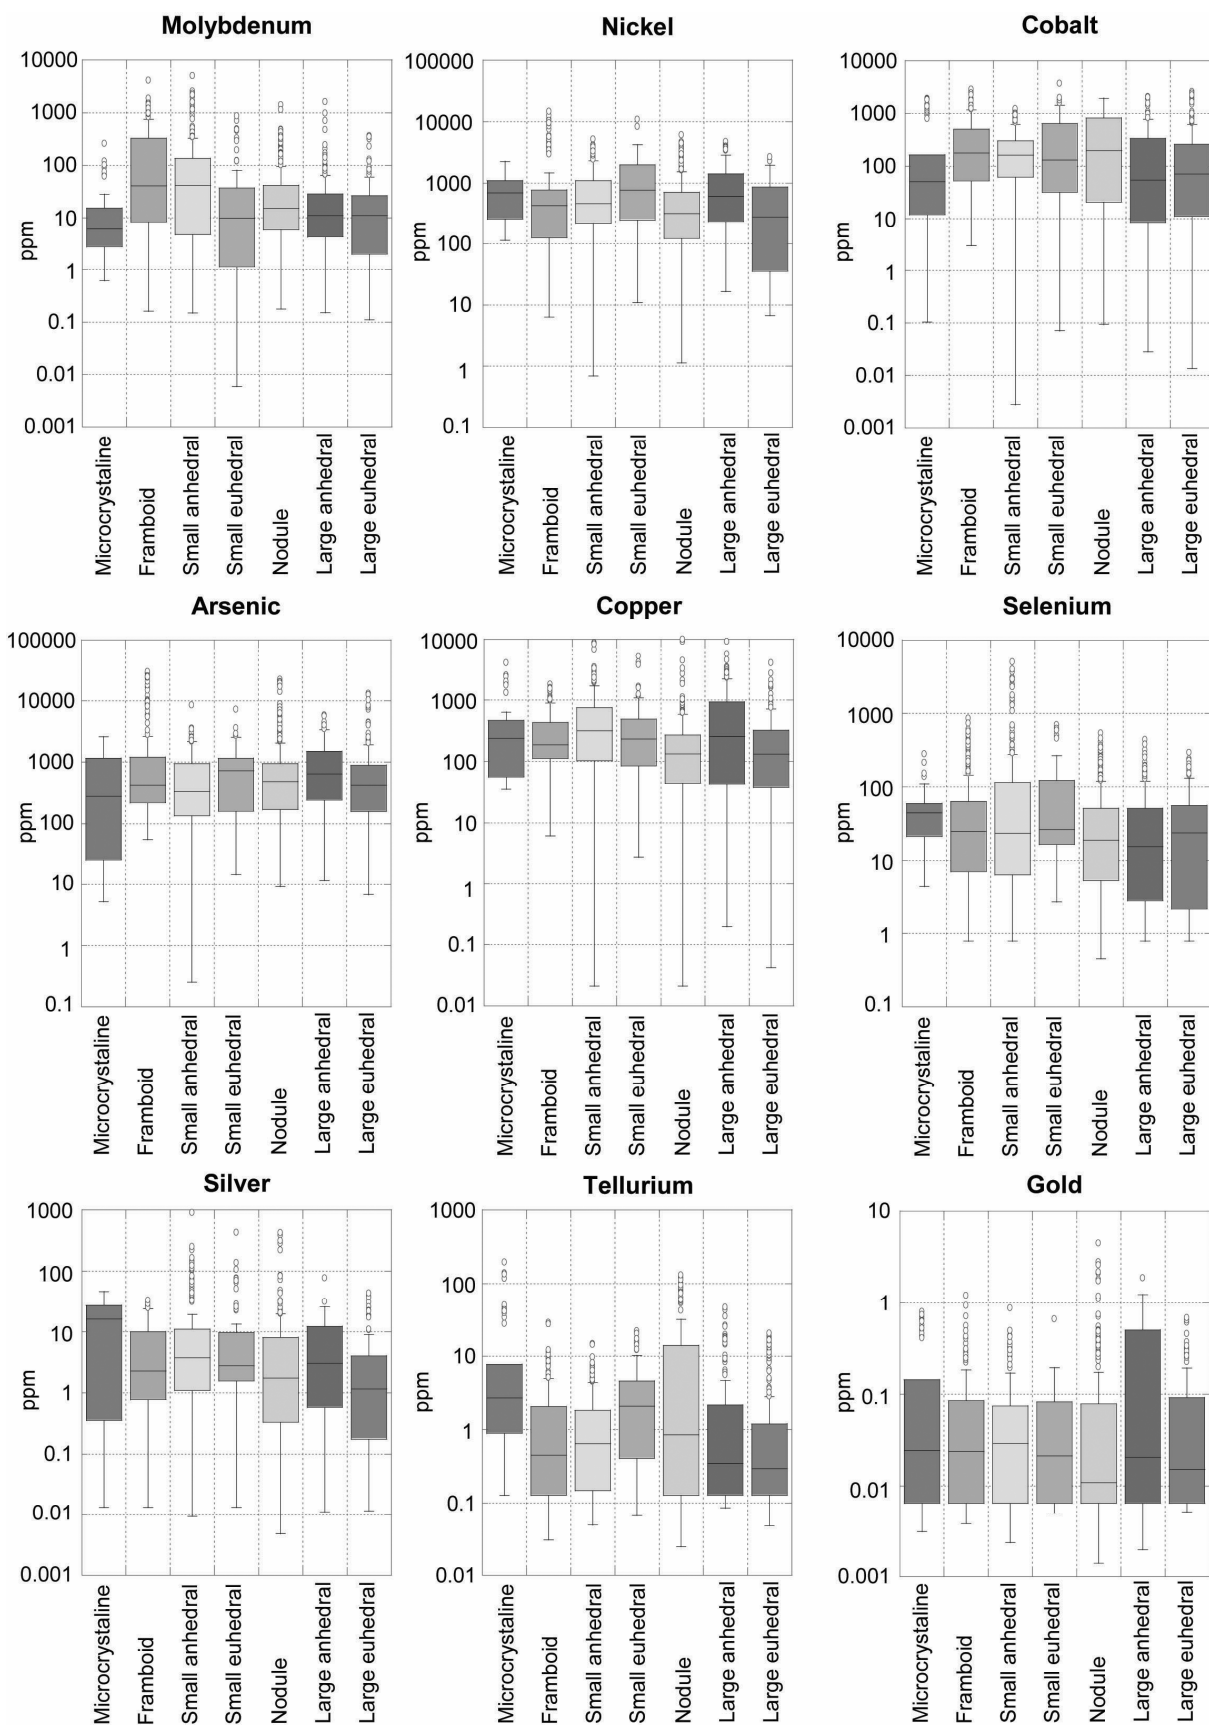 Molybdenum
10000
1000
100
10
1
0.1
0.01
0.001
ppm
Microcrystaline
Framboid
Small anhedral
Small euhedral
Nodule
Large anhedral
Large euhedral
Nickel
100000
10000
1000
100
10
1
0.1
ppm
Microcrystaline
Framboid
Small anhedral
Small euhedral
Nodule
Large anhedral
Large euhedral
Cobalt
10000
1000
100
10
1
0.1
0.01
0.001
ppm
Microcrystaline
Framboid
Small anhedral
Small euhedral
Nodule
Large anhedral
Large euhedral
Arsenic
100000
10000
1000
100
10
1
0.1
ppm
Microcrystaline
Framboid
Small anhedral
Small euhedral
Nodule
Large anhedral
Large euhedral
Copper
10000
1000
100
10
1
0.1
0.01
ppm
Microcrystaline
Framboid
Small anhedral
Small euhedral
Nodule
Large anhedral
Large euhedral
Selenium
10000
1000
100
10
1
0.1
ppm
Microcrystaline
Framboid
Small anhedral
Small euhedral
Nodule
Large anhedral
Large euhedral
Silver
1000
100
10
1
0.1
0.01
0.001
ppm
Microcrystaline
Framboid
Small anhedral
Small euhedral
Nodule
Large anhedral
Large euhedral
Tellurium
1000
100
10
1
0.1
0.01
ppm
Microcrystaline
Framboid
Small anhedral
Small euhedral
Nodule
Large anhedral
Large euhedral
Gold
10
1
0.1
0.01
0.001
ppm
Microcrystaline
Framboid
Small anhedral
Small euhedral
Nodule
Large anhedral
Large euhedral